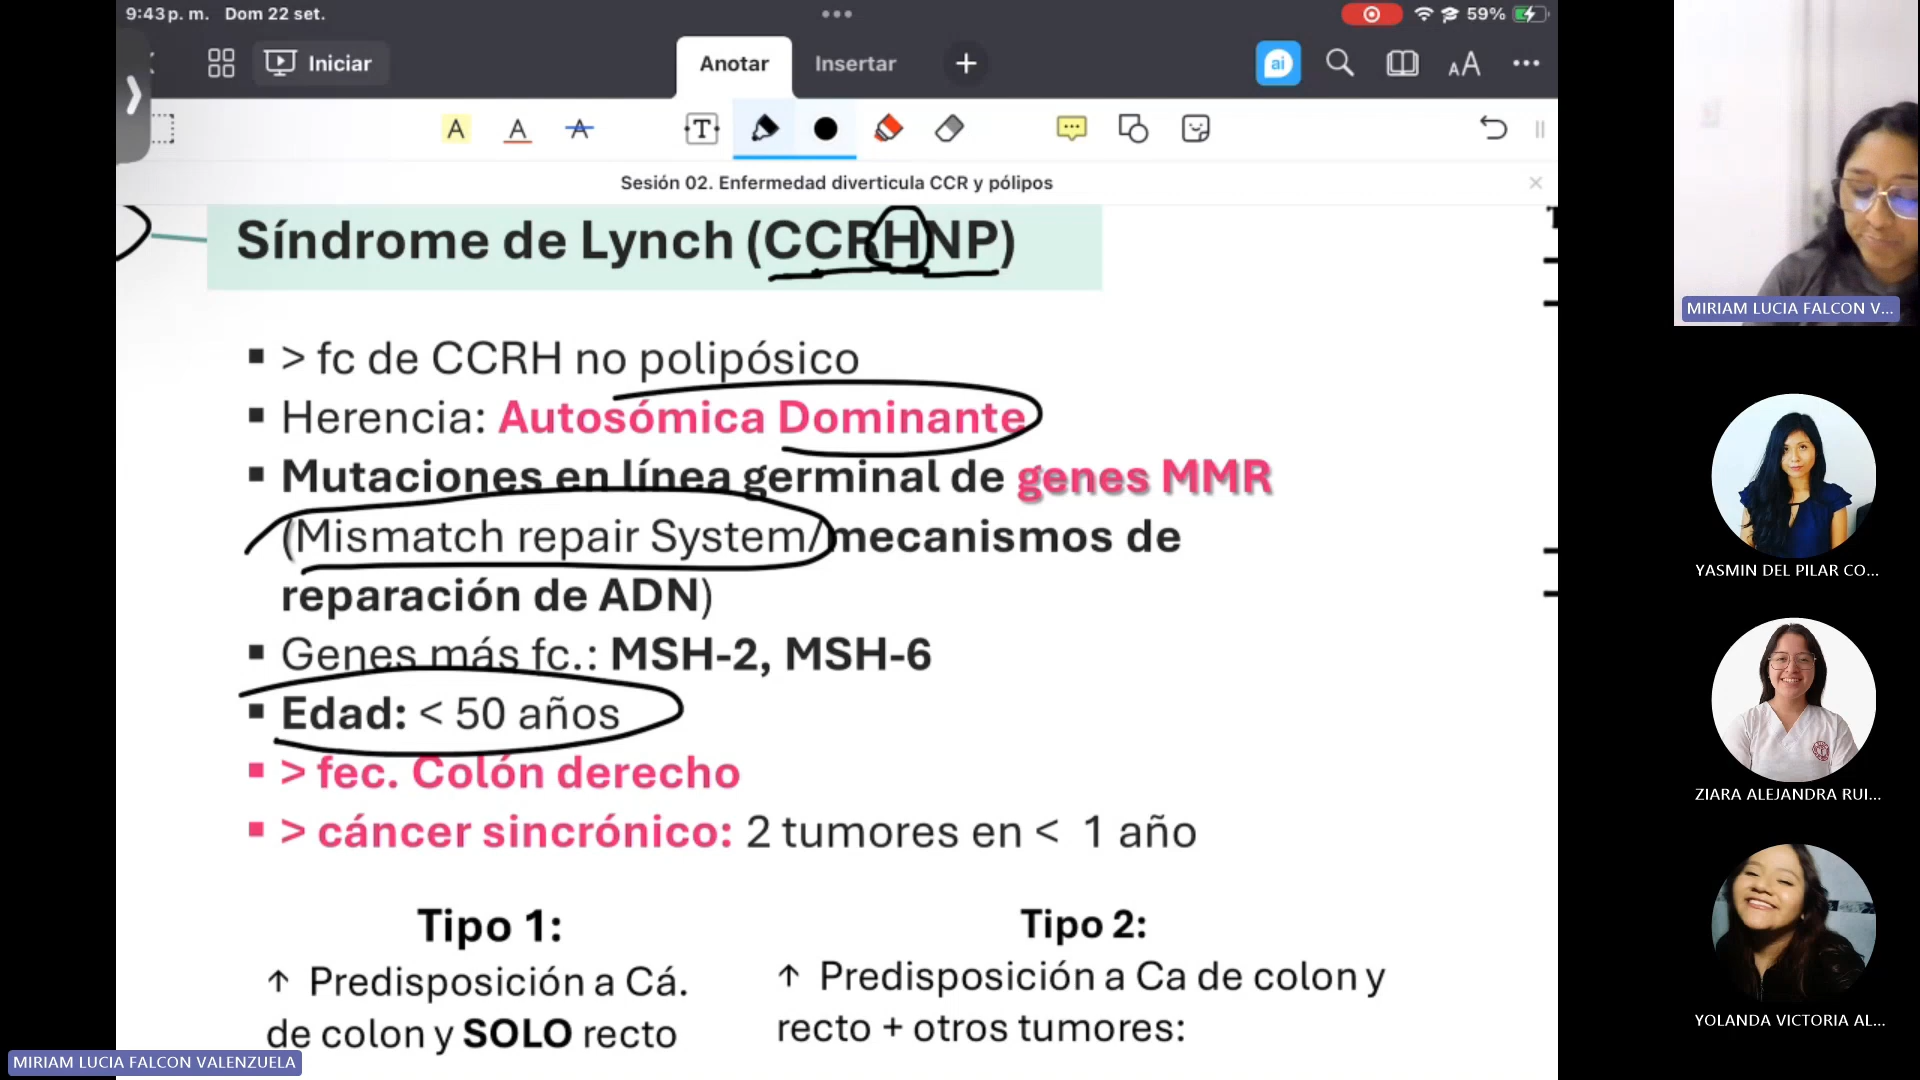 9:43 p. m. Dom 22 set.
59%
Iniciar
Anotar
Insertar
ai
AA
A
A
A
T
Sesión 02. Enfermedad diverticula CCR y pólipos
Síndrome de Lynch (CCRHNP)
> fc de CCRH no polipósico
Herencia: Autosómica Dominante
Mutaciones en línea germinal de genes MMR
(Mismatch repair System/mecanismos de
reparación de ADN)
Genes más fc.: MSH-2, MSH-6
Edad: < 50 años
> fec. Colón derecho
> cáncer sincrónico: 2 tumores en < 1 año
Tipo 1:
↑ Predisposición a Cá.
de colon y SOLO recto
Tipo 2:
↑ Predisposición a Ca de colon y
recto + otros tumores:
MIRIAM LUCIA FALCON VALENZUELA
MIRIAM LUCIA FALCON V...
YASMIN DEL PILAR CO...
ZIARA ALEJANDRA RUI...
YOLANDA VICTORIA AL...